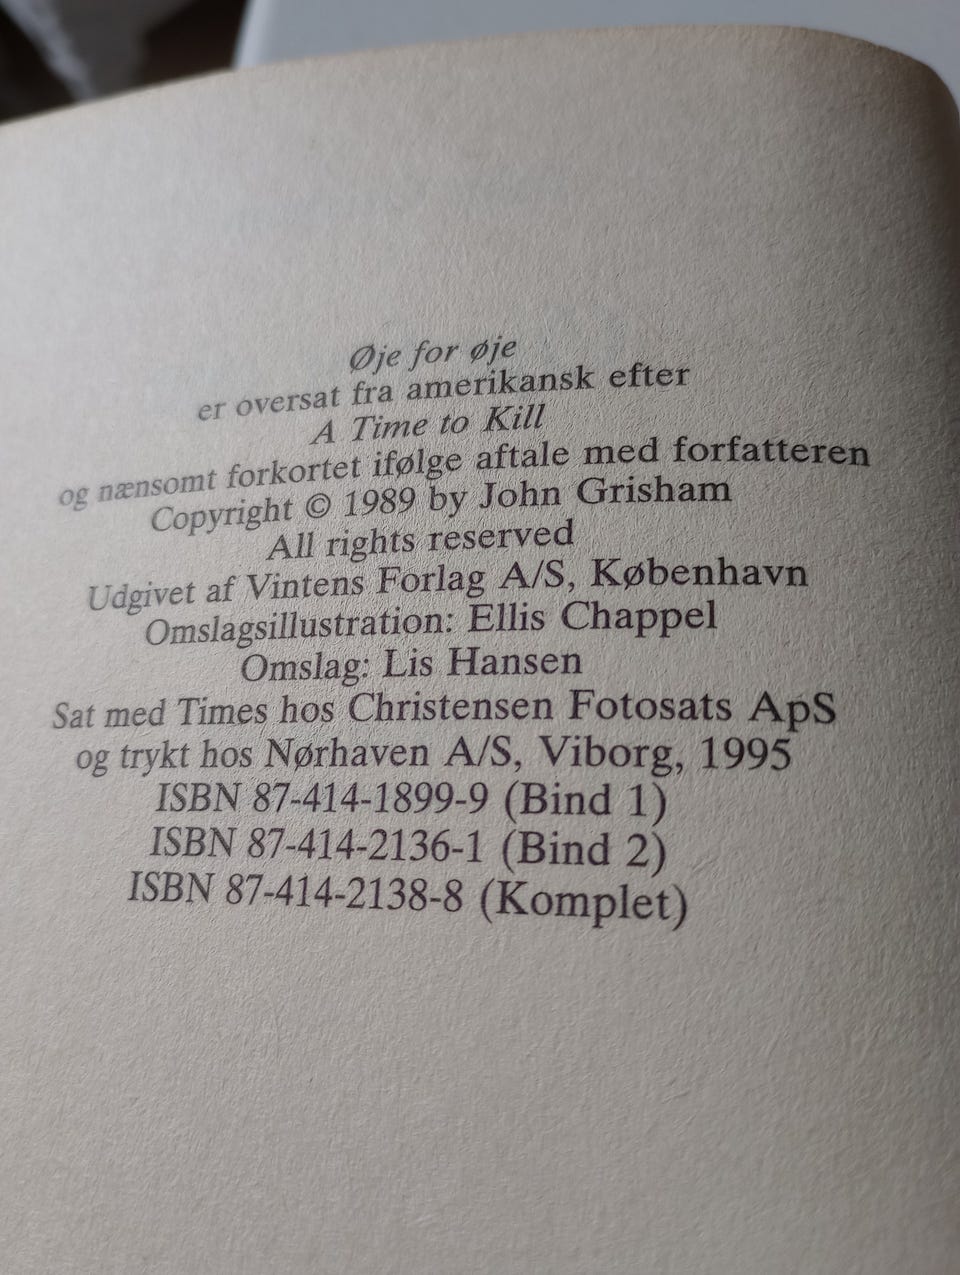 Øje for øje
er oversat fra amerikansk efter
A Time to Kill
og nænsomt forkortet ifølge aftale med forfatteren
Copyright © 1989 by John Grisham
All rights reserved
Udgivet af Vintens Forlag A/S, København
Omslagsillustration: Ellis Chappel
Omslag: Lis Hansen
Sat med Times hos Christensen Fotosats ApS
og trykt hos Nørhaven A/S, Viborg, 1995
ISBN 87-414-1899-9 (Bind 1)
ISBN 87-414-2136-1 (Bind 2)
ISBN 87-414-2138-8 (Komplet)